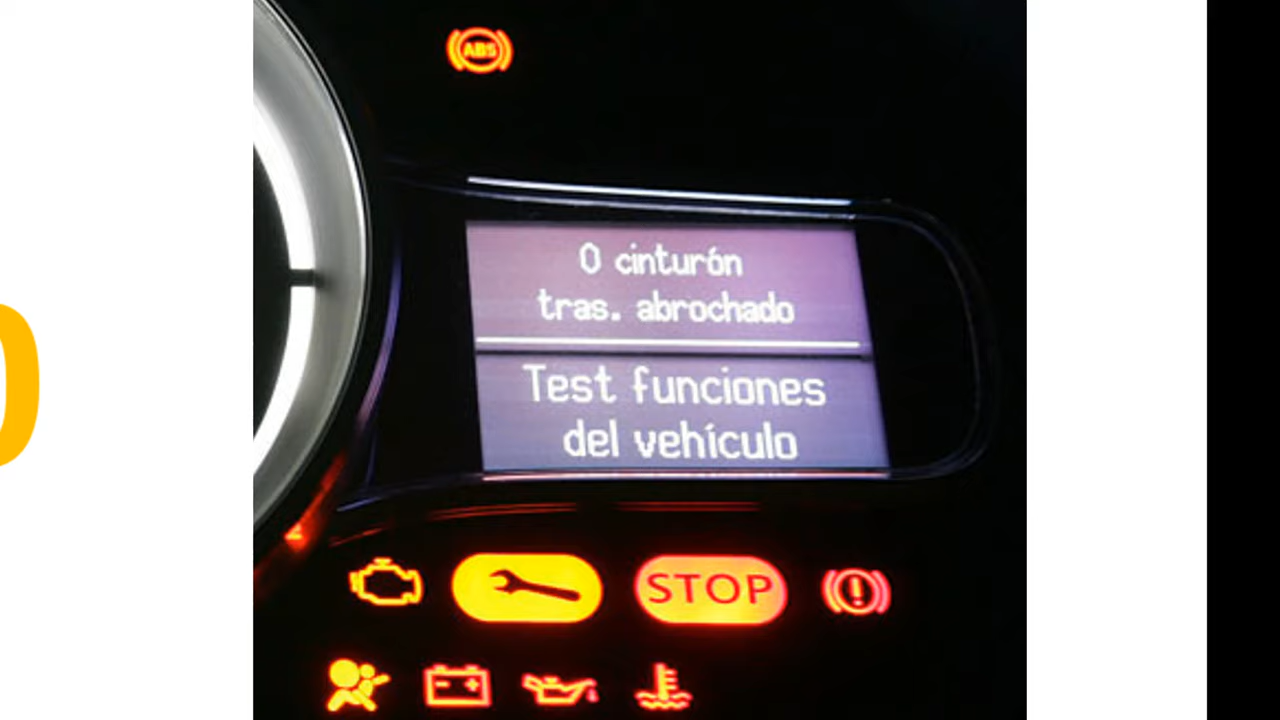 ABS
0 cinturón
tras. abrochado
Test funciones
del vehículo
STOP